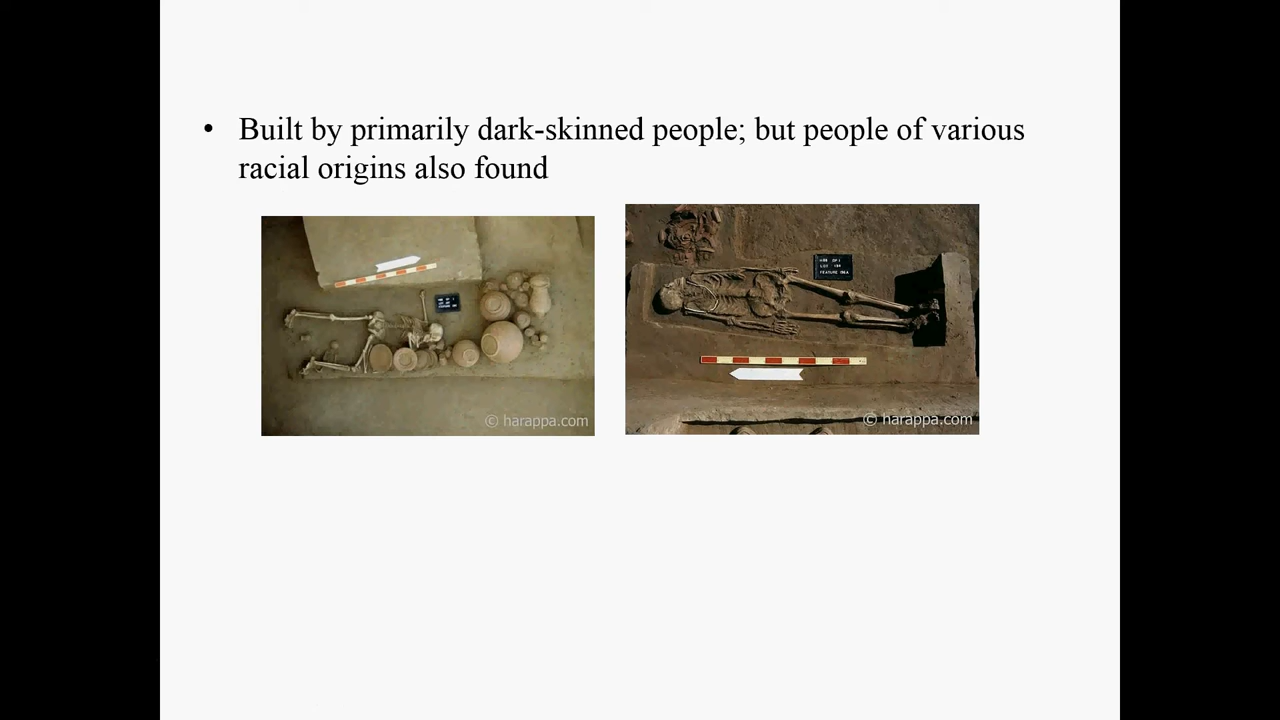 • Built by primarily dark-skinned people; but people of various
racial origins also found
© harappa.com
© harappa.com